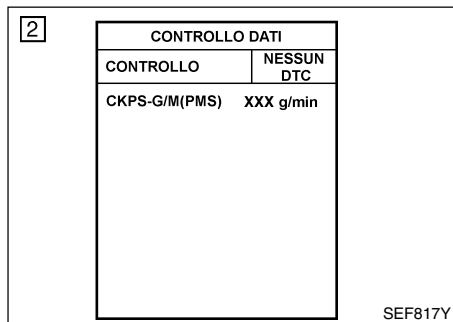 2
CONTROLLO DATI
CONTROLLO
NESSUN
DTC
CKPS-G/M(PMS) XXX g/min
SEF817Y